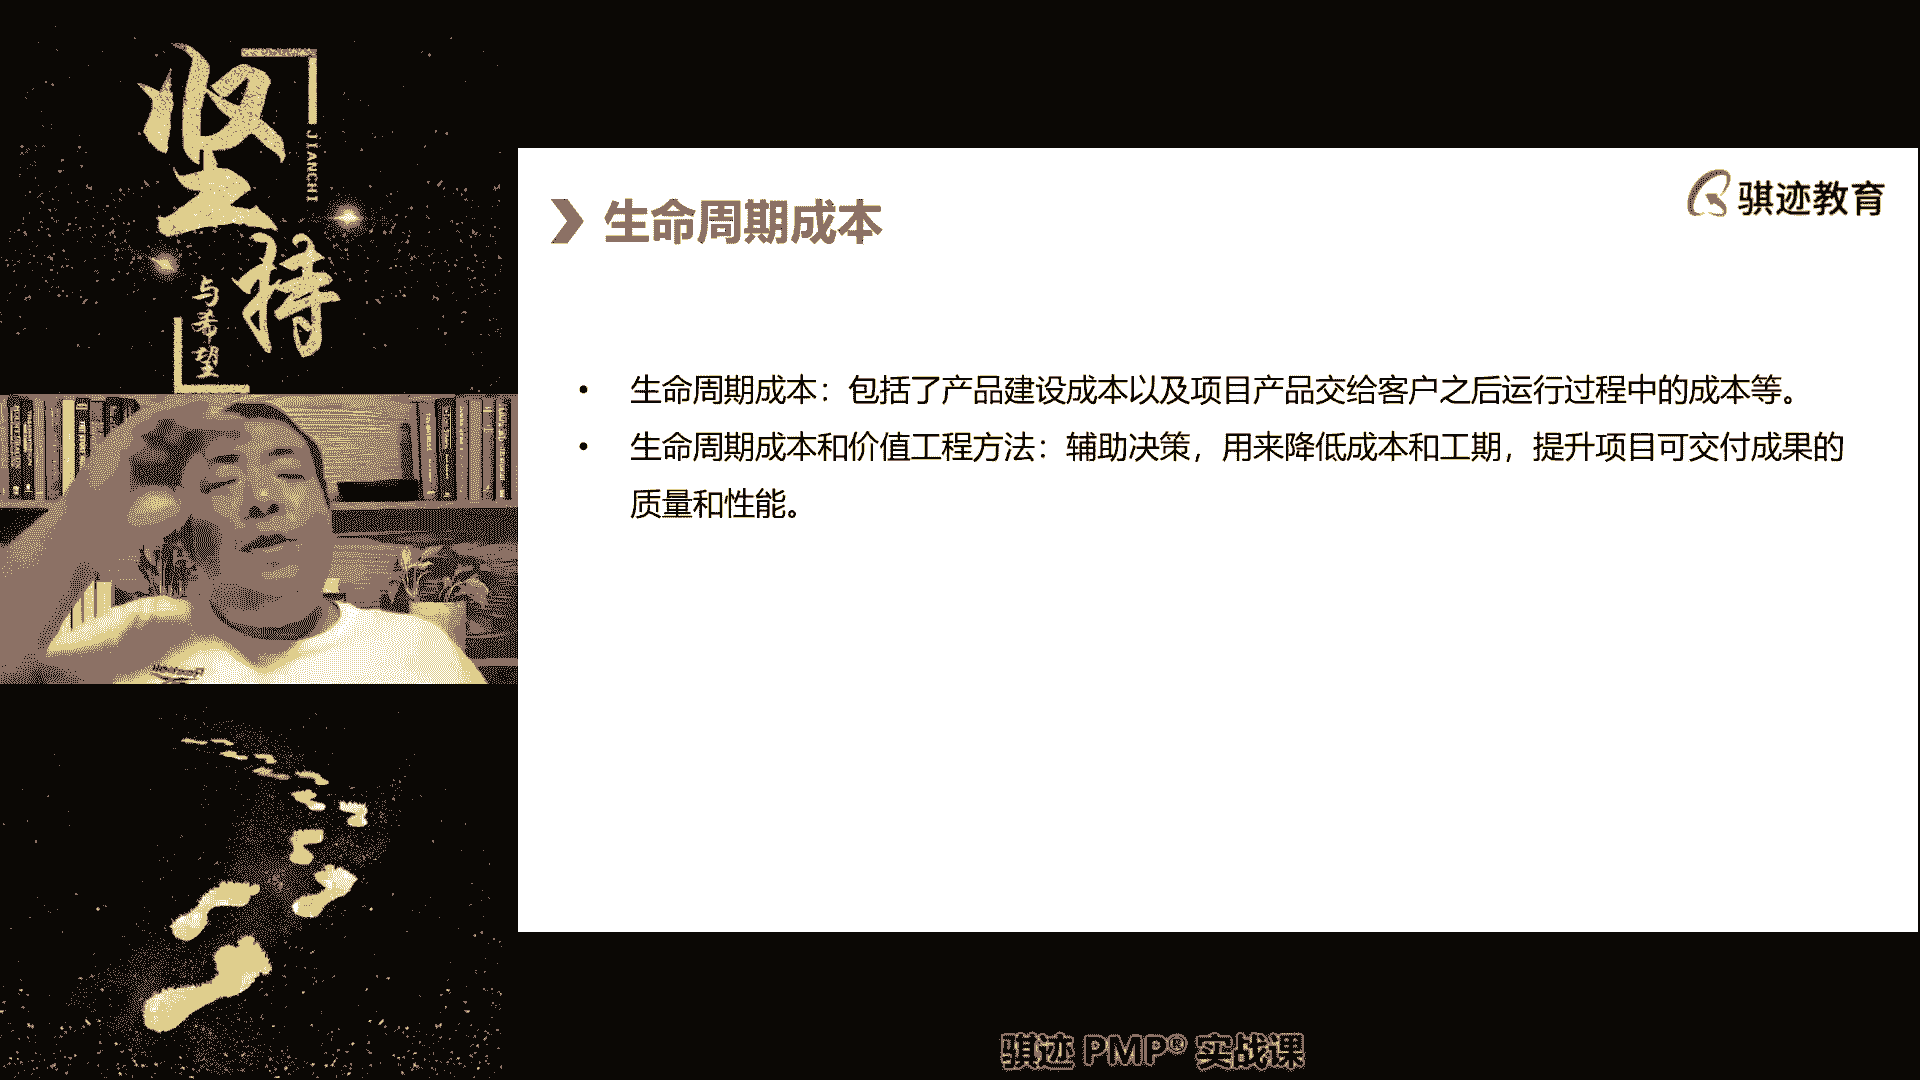 坚持
JIANCHI
与希望
骐迹教育
生命周期成本
• 生命周期成本：包括了产品建设成本以及项目产品交给客户之后运行过程中的成本等。
• 生命周期成本和价值工程方法：辅助决策，用来降低成本和工期，提升项目可交付成果的
质量和性能。
骐迹 PMP® 实战课